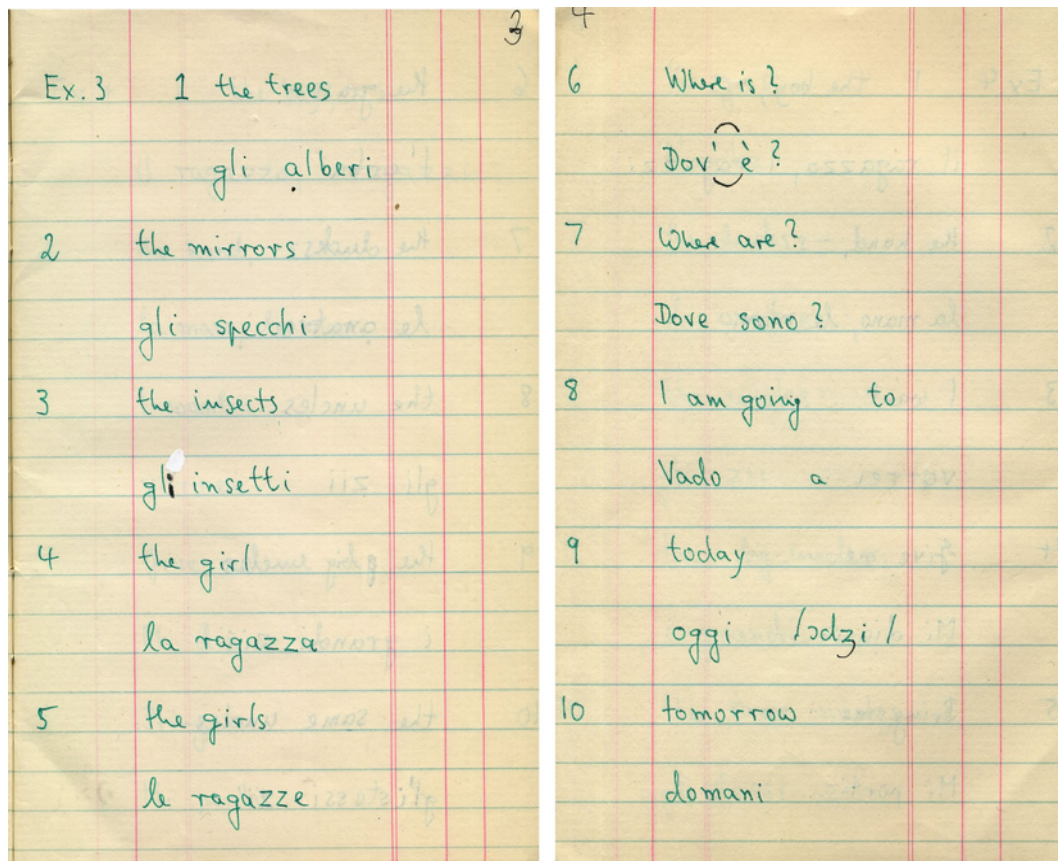 3
Ex. 3 1 the trees
gli alberi
2 the mirrors
gli specchi
3 the insects
gli insetti
4 the girl
la ragazza
5 the girls
le ragazze
4
6 Where is?
Dov'è?
7 Where are?
Dove sono?
8 I am going to
Vado a
9 today
oggi /ɔdʒi/
10 tomorrow
domani